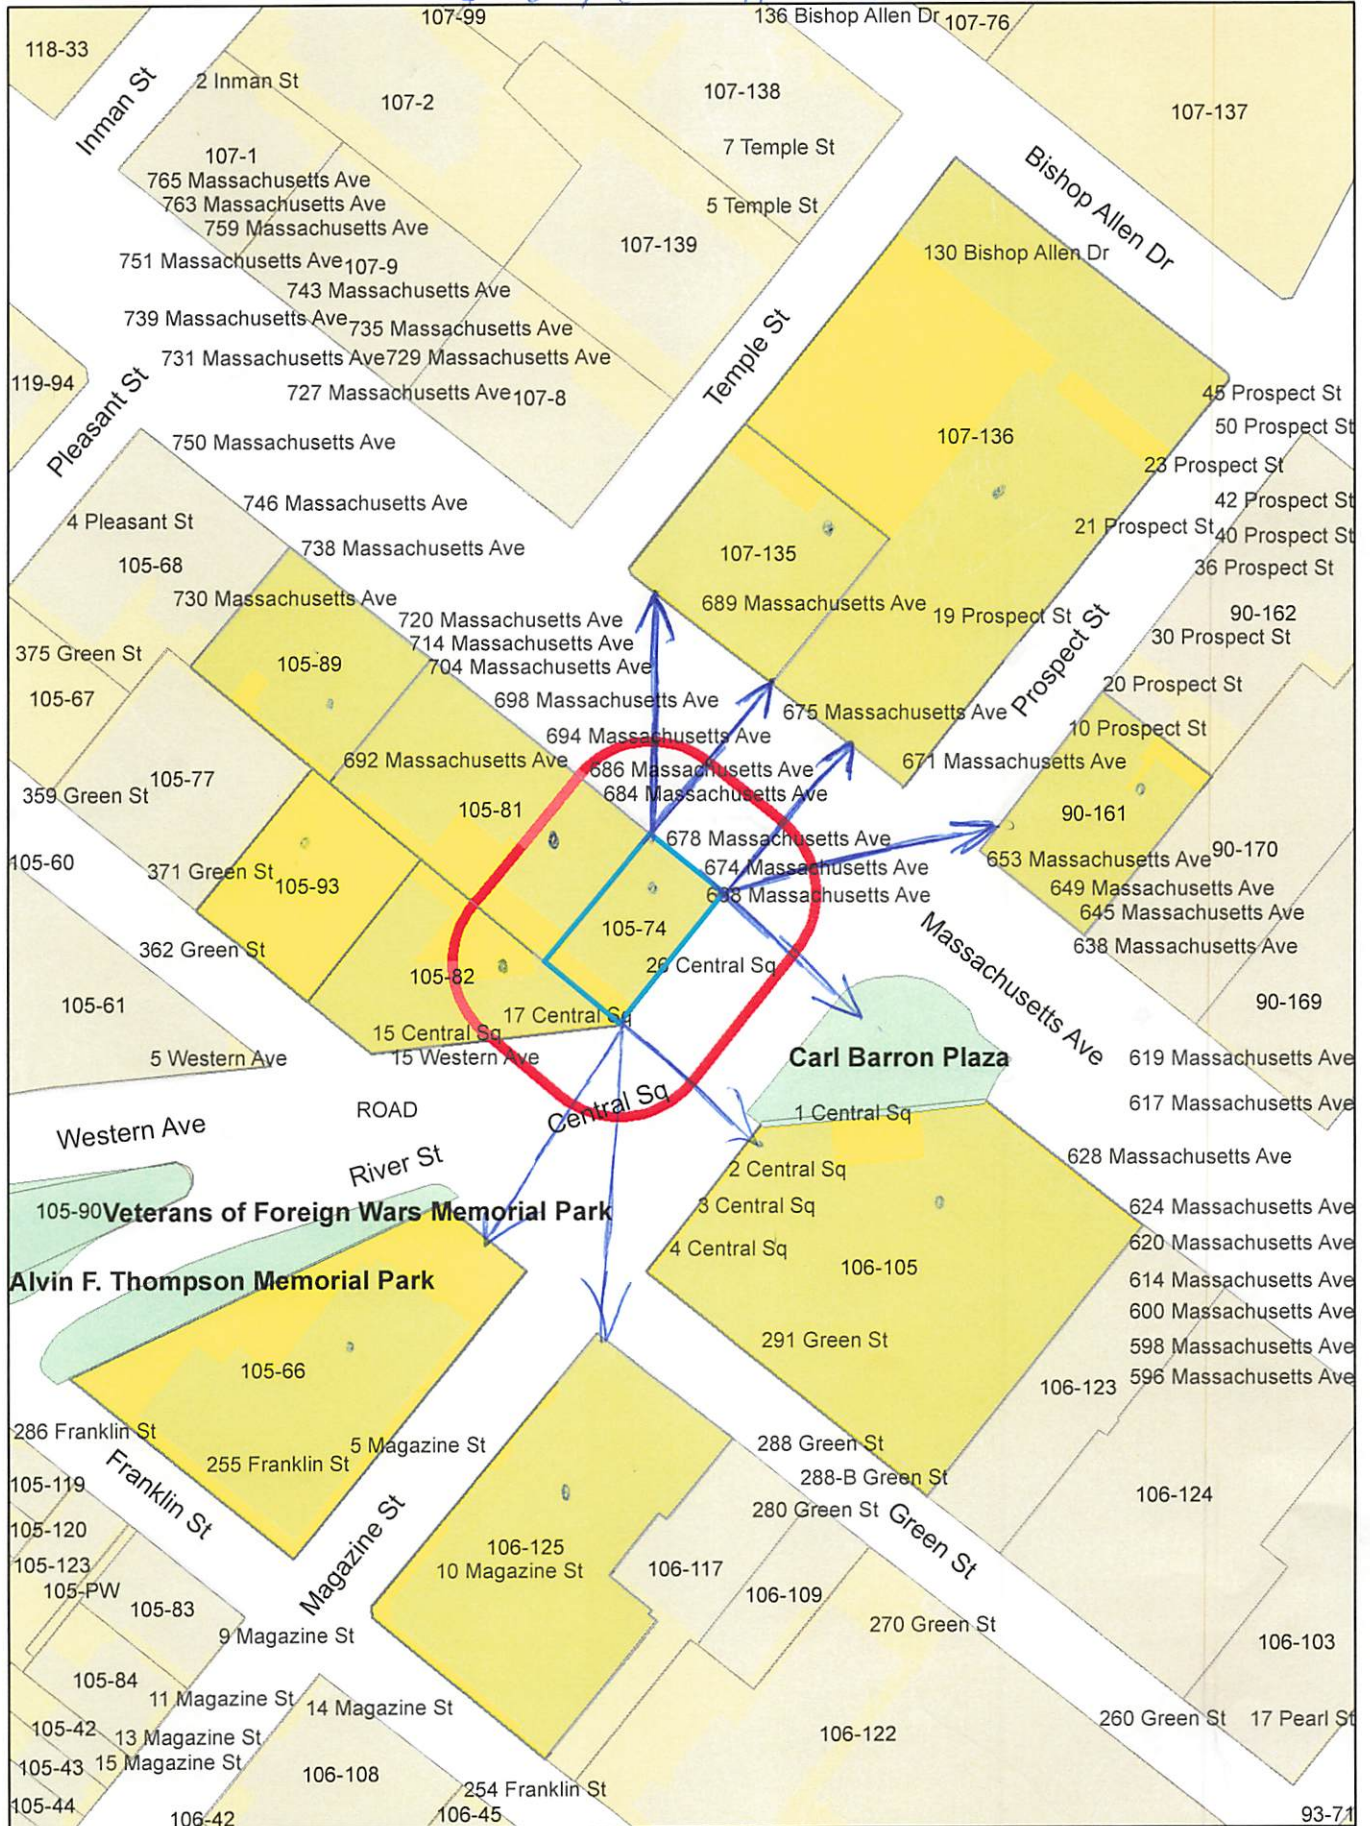 107-99
136 Bishop Allen Dr
107-76
118-33
Inman St
2 Inman St
107-2
107-138
107-137
7 Temple St
107-1
765 Massachusetts Ave
763 Massachusetts Ave
5 Temple St
Bishop Allen Dr
759 Massachusetts Ave
107-139
130 Bishop Allen Dr
751 Massachusetts Ave
107-9
743 Massachusetts Ave
739 Massachusetts Ave
735 Massachusetts Ave
731 Massachusetts Ave
729 Massachusetts Ave
Temple St
119-94
727 Massachusetts Ave
107-8
45 Prospect St
Pleasant St
750 Massachusetts Ave
107-136
50 Prospect St
23 Prospect St
746 Massachusetts Ave
42 Prospect St
4 Pleasant St
21 Prospect St
40 Prospect St
738 Massachusetts Ave
107-135
105-68
36 Prospect St
730 Massachusetts Ave
689 Massachusetts Ave
19 Prospect St
90-162
720 Massachusetts Ave
714 Massachusetts Ave
30 Prospect St
375 Green St
105-89
704 Massachusetts Ave
Prospect St
20 Prospect St
105-67
698 Massachusetts Ave
675 Massachusetts Ave
10 Prospect St
694 Massachusetts Ave
692 Massachusetts Ave
686 Massachusetts Ave
671 Massachusetts Ave
105-77
359 Green St
684 Massachusetts Ave
105-81
90-161
678 Massachusetts Ave
105-60
371 Green St
674 Massachusetts Ave
653 Massachusetts Ave
90-170
105-93
Massachusetts Ave
649 Massachusetts Ave
645 Massachusetts Ave
105-74
638 Massachusetts Ave
362 Green St
26 Central Sq
105-82
105-61
17 Central Sq
90-169
15 Central Sq
5 Western Ave
15 Western Ave
Carl Barron Plaza
619 Massachusetts Ave
Central Sq
ROAD
1 Central Sq
617 Massachusetts Ave
Western Ave
River St
2 Central Sq
628 Massachusetts Ave
105-90
Veterans of Foreign Wars Memorial Park
3 Central Sq
624 Massachusetts Ave
4 Central Sq
620 Massachusetts Ave
Alvin F. Thompson Memorial Park
106-105
614 Massachusetts Ave
600 Massachusetts Ave
291 Green St
598 Massachusetts Ave
105-66
596 Massachusetts Ave
106-123
286 Franklin St
5 Magazine St
288 Green St
255 Franklin St
288-B Green St
105-119
Franklin St
280 Green St
Green St
106-124
105-120
106-125
105-123
10 Magazine St
106-117
105-PW
Magazine St
106-109
105-83
270 Green St
9 Magazine St
106-103
105-84
11 Magazine St
14 Magazine St
260 Green St
17 Pearl St
105-42
13 Magazine St
106-122
105-43
15 Magazine St
106-108
254 Franklin St
105-44
106-42
106-45
93-71